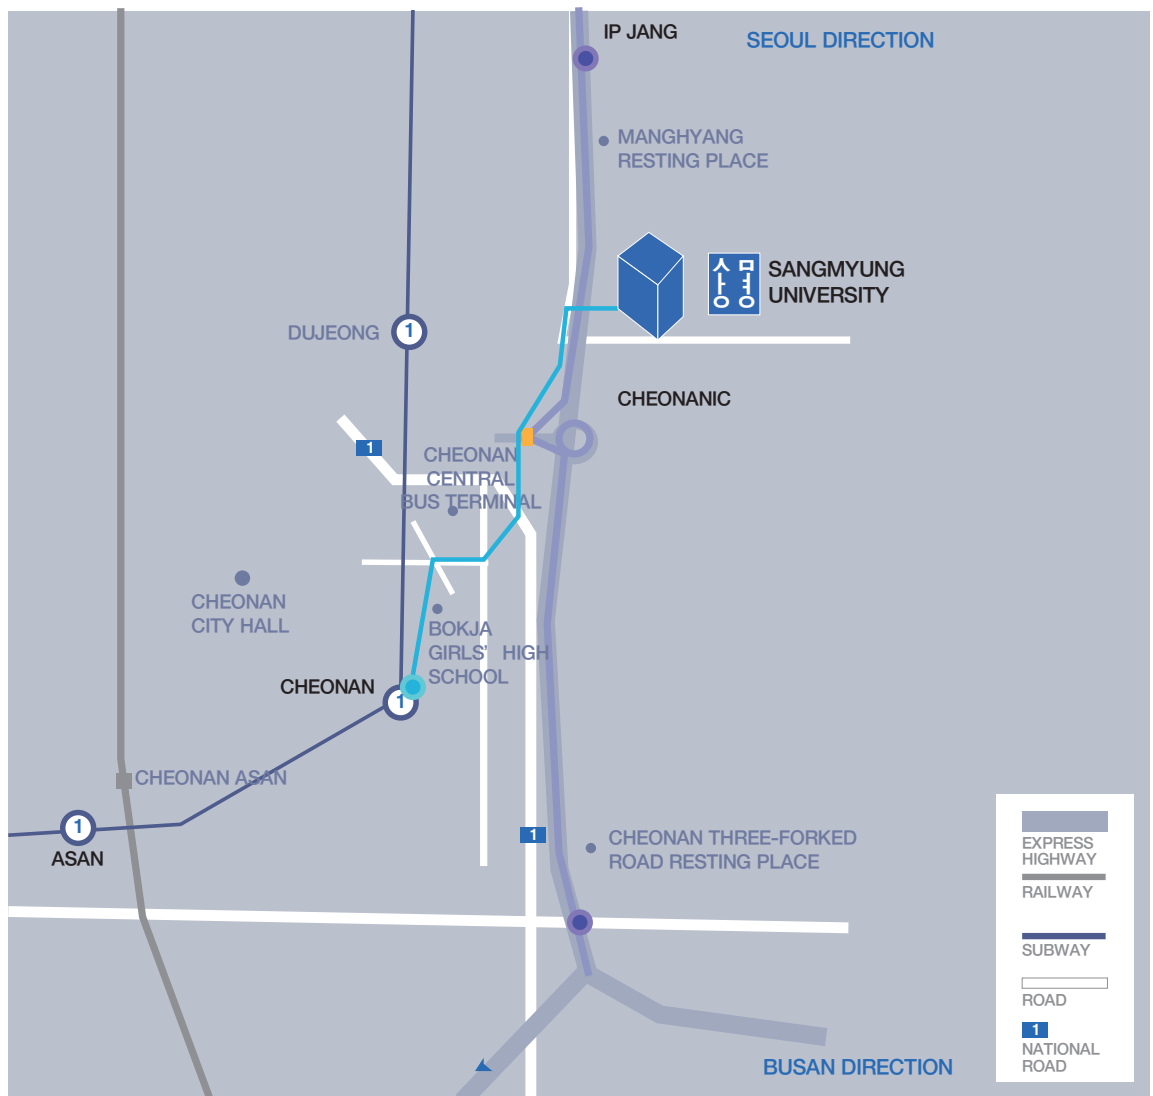 IP JANG
SEOUL DIRECTION
MANGHYANG
RESTING PLACE
상명
SANGMYUNG
UNIVERSITY
DUJEONG
1
CHEONANIC
1
CHEONAN
CENTRAL
BUS TERMINAL
CHEONAN
CITY HALL
BOKJA
GIRLS' HIGH
SCHOOL
CHEONAN
1
CHEONAN ASAN
1
ASAN
1
CHEONAN THREE-FORKED
ROAD RESTING PLACE
BUSAN DIRECTION
EXPRESS
HIGHWAY
RAILWAY
SUBWAY
ROAD
1
NATIONAL
ROAD